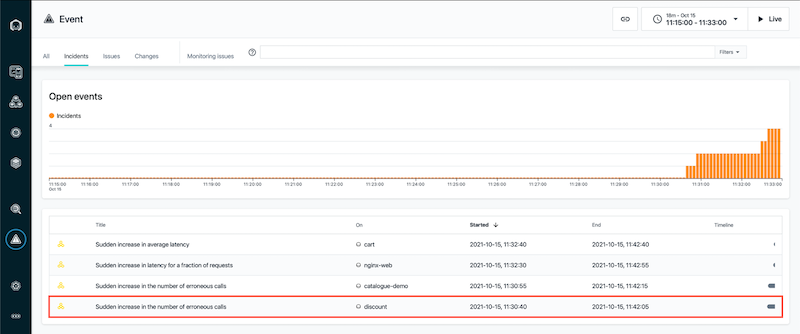 Event
18m - Oct 15
11:15:00 - 11:33:00
Live
All Incidents Issues Changes Monitoring issues
Filters
Open events
Incidents
4
11:15:00 11:16:00 11:17:00 11:18:00 11:19:00 11:20:00 11:21:00 11:22:00 11:23:00 11:24:00 11:25:00 11:26:00 11:27:00 11:28:00 11:29:00 11:30:00 11:31:00 11:32:00 11:33:00
Oct 15
Title On Started End Timeline
Sudden increase in average latency cart 2021-10-15, 11:32:40 2021-10-15, 11:42:40
Sudden increase in latency for a fraction of requests nginx-web 2021-10-15, 11:32:30 2021-10-15, 11:42:55
Sudden increase in the number of erroneous calls catalogue-demo 2021-10-15, 11:30:55 2021-10-15, 11:42:15
Sudden increase in the number of erroneous calls discount 2021-10-15, 11:30:40 2021-10-15, 11:42:05